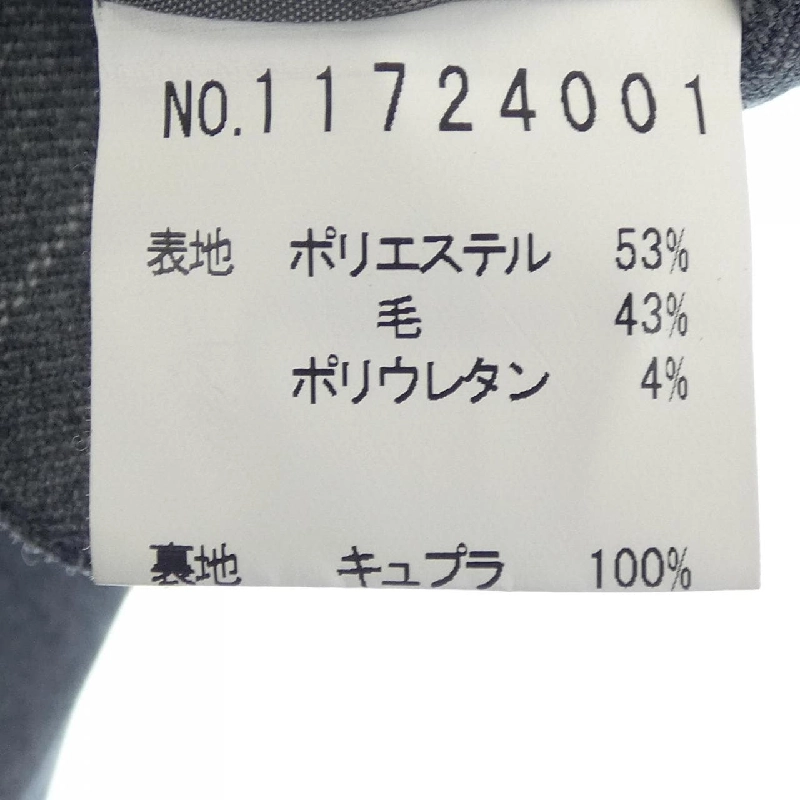 NO.11724001
表地 ポリエステル 53%
毛 43%
ポリウレタン 4%
裏地 キュプラ 100%